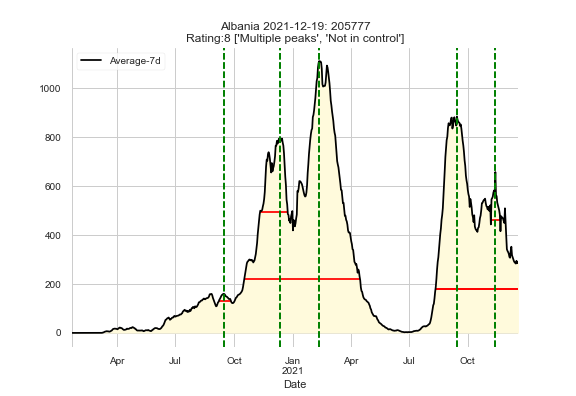 Albania 2021-12-19: 205777
Rating:8 ['Multiple peaks', 'Not in control']
Average-7d
1000
800
600
400
200
0
Apr Jul Oct Jan Apr Jul Oct
2021
Date